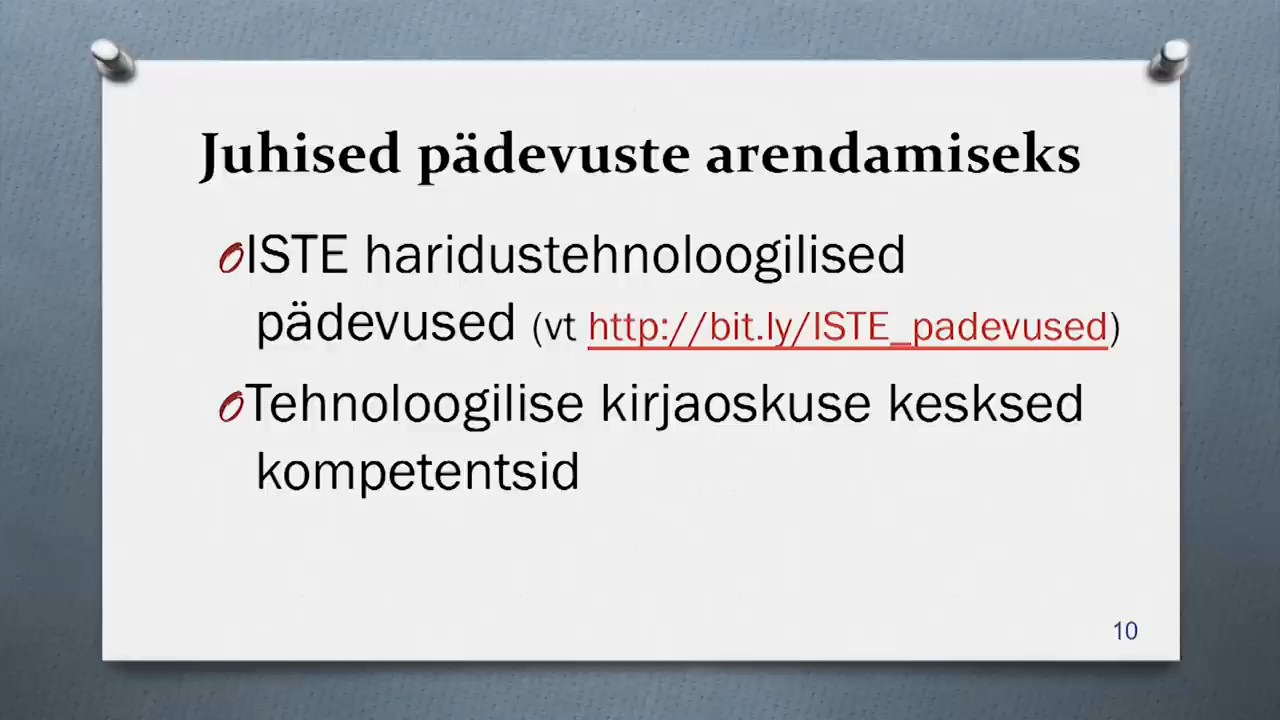 Juhised pädevuste arendamiseks
ISTE haridustehnoloogilised
pädevused (vt http://bit.ly/ISTE_padevused)
Tehnoloogilise kirjaoskuse kesksed
kompetentsid
10